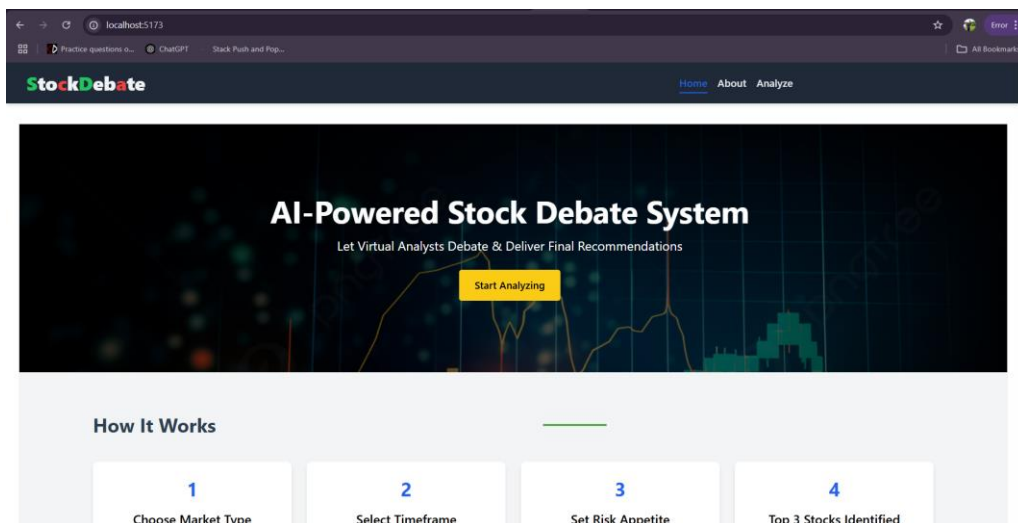 localhost:5173
Error
Practice questions o...
ChatGPT
Stack Push and Pop...
All Bookmarks
StockDebate
Home About Analyze
AI-Powered Stock Debate System
Let Virtual Analysts Debate & Deliver Final Recommendations
Start Analyzing
How It Works
1
2
3
4
Choose Market Type
Select Timeframe
Set Risk Appetite
Top 3 Stocks Identified